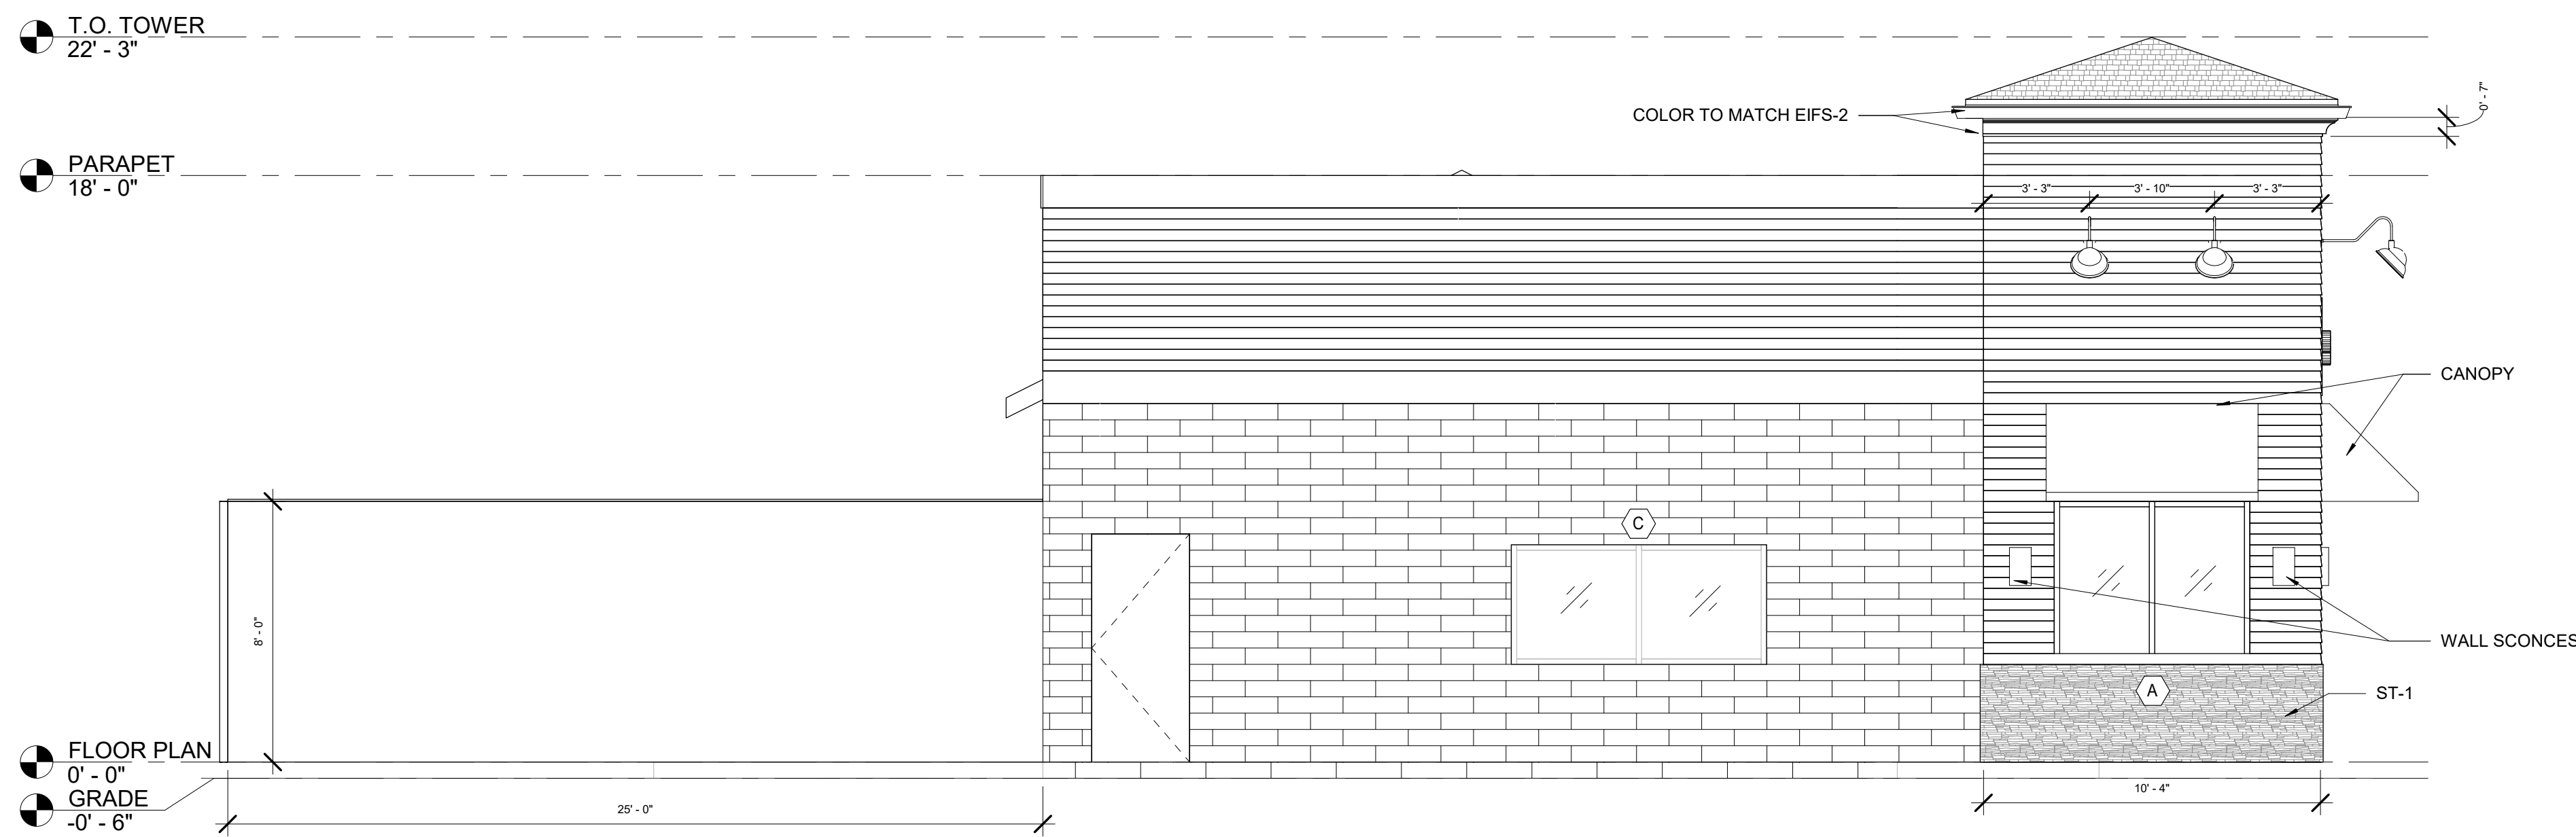 T.O. TOWER
22' - 3"
COLOR TO MATCH EIFS-2
0' - 7"
PARAPET
18' - 0"
3' - 3"
3' - 10"
3' - 3"
CANOPY
C
8' - 0"
WALL SCONCES
A
ST-1
FLOOR PLAN
0' - 0"
GRADE
-0' - 6"
25' - 0"
10' - 4"